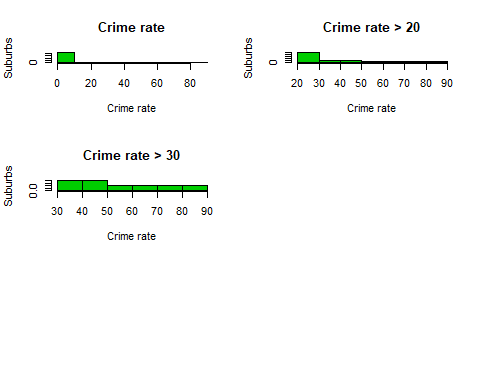 Crime rate
Suburbs
0
0 20 40 60 80
Crime rate
Crime rate > 20
Suburbs
0
20 30 40 50 60 70 80 90
Crime rate
Crime rate > 30
Suburbs
0.0
30 40 50 60 70 80 90
Crime rate